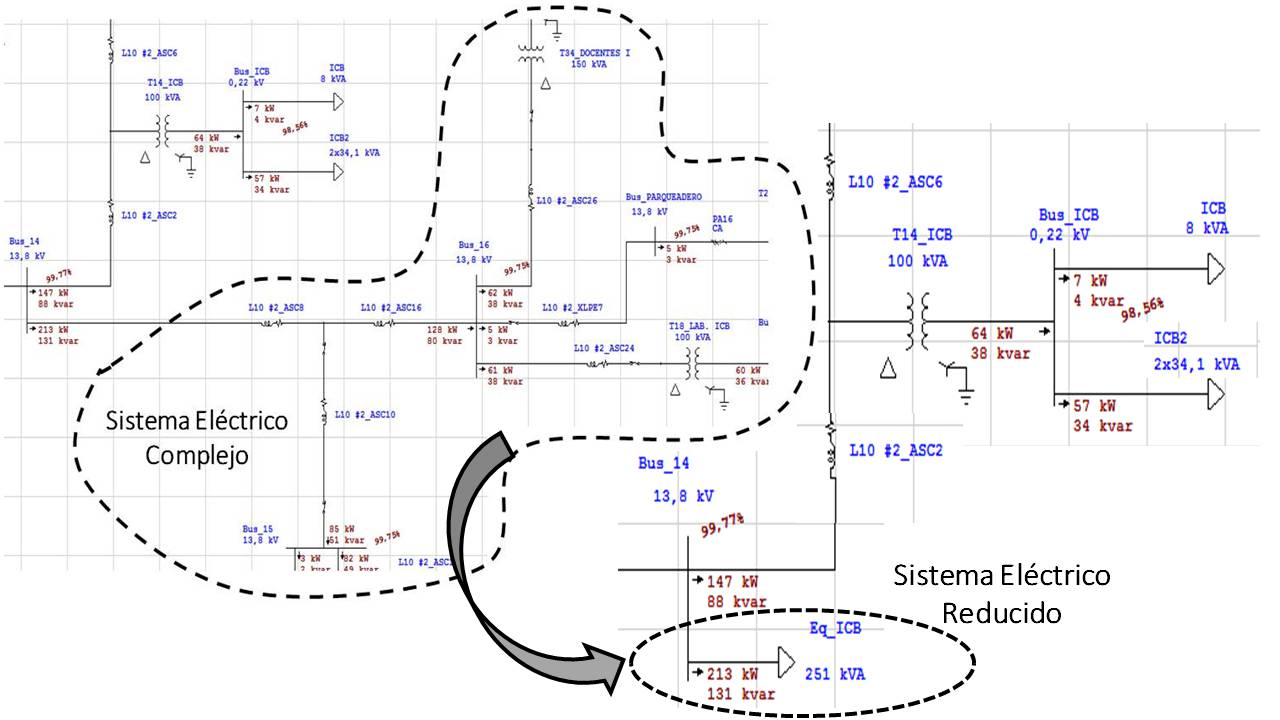 L10 #2_ASC6
T14_ICB
100 kVA
Bus_ICB
0,22 kV
ICB
8 kVA
7 kW
4 kvar
98,56%
64 kW
38 kvar
ICB2
2x34,1 kVA
57 kW
34 kvar
L10 #2_ASC2
Bus_14
13,8 kV
99,77%
147 kW
88 kvar
213 kW
131 kvar
T34_DOCENTES I
150 kVA
L10 #2_ASC26
Bus_PARQUEADERO
13,8 kV
99,75%
5 kW
3 kvar
PA16
CA
T2
Bus_16
13,8 kV
99,75%
62 kW
38 kvar
L10 #2_ASC8
L10 #2_ASC16
128 kW
80 kvar
5 kW
3 kvar
L10 #2_XLPE7
L10 #2_ASC24
61 kW
38 kvar
T18_LAB. ICB
100 kVA
Bu
60 kW
36 kva
L10 #2_ASC10
Sistema Eléctrico
Complejo
Bus_15
13,8 kV
85 kW
51 kvar
99,75%
3 kW
2 kvar
82 kW
49 kvar
L10 #2_ASC
L10 #2_ASC6
T14_ICB
100 kVA
Bus_ICB
0,22 kV
ICB
8 kVA
7 kW
4 kvar
98,56%
64 kW
38 kvar
ICB2
2x34,1 kVA
57 kW
34 kvar
L10 #2_ASC2
Bus_14
13,8 kV
99,77%
147 kW
88 kvar
Sistema Eléctrico
Reducido
Eq_ICB
251 kVA
213 kW
131 kvar